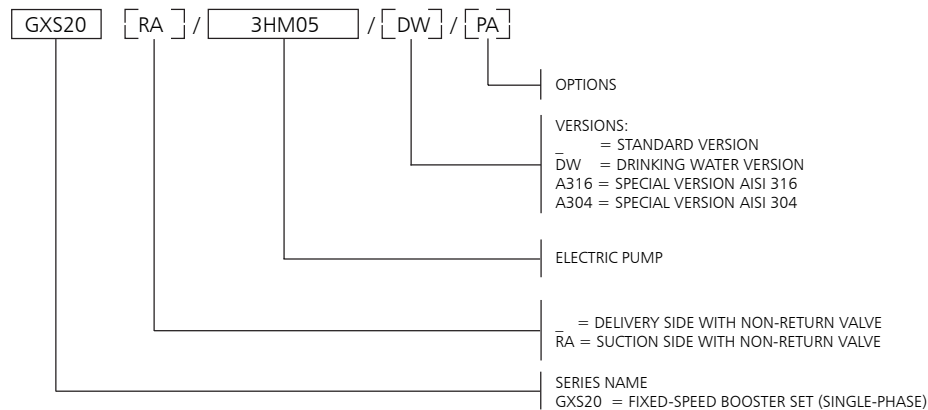 GXS20 [RA] / 3HM05 / [DW] / [PA]
OPTIONS
VERSIONS:
_ = STANDARD VERSION
DW = DRINKING WATER VERSION
A316 = SPECIAL VERSION AISI 316
A304 = SPECIAL VERSION AISI 304
ELECTRIC PUMP
_ = DELIVERY SIDE WITH NON-RETURN VALVE
RA = SUCTION SIDE WITH NON-RETURN VALVE
SERIES NAME
GXS20 = FIXED-SPEED BOOSTER SET (SINGLE-PHASE)